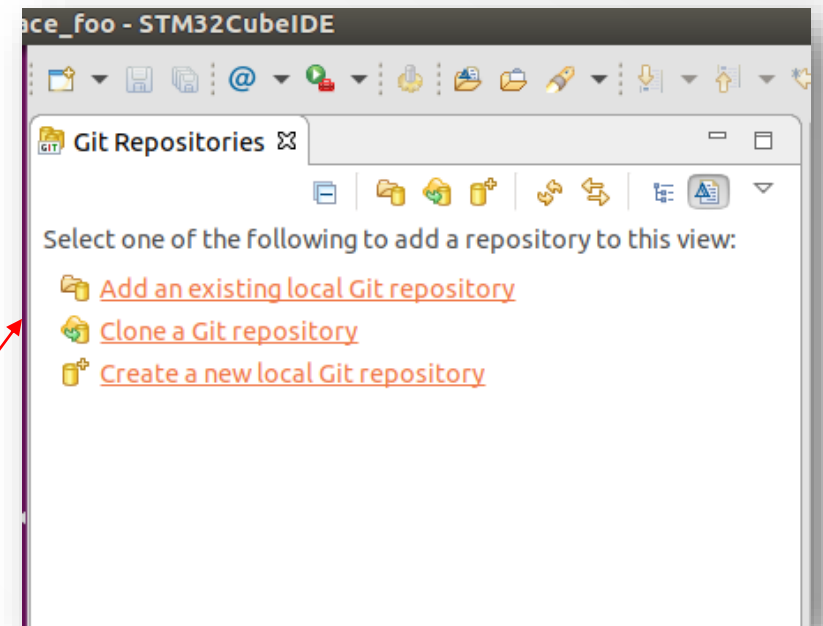 ace_foo - STM32CubeIDE
@
GIT Git Repositories
Select one of the following to add a repository to this view:
Add an existing local Git repository
Clone a Git repository
Create a new local Git repository